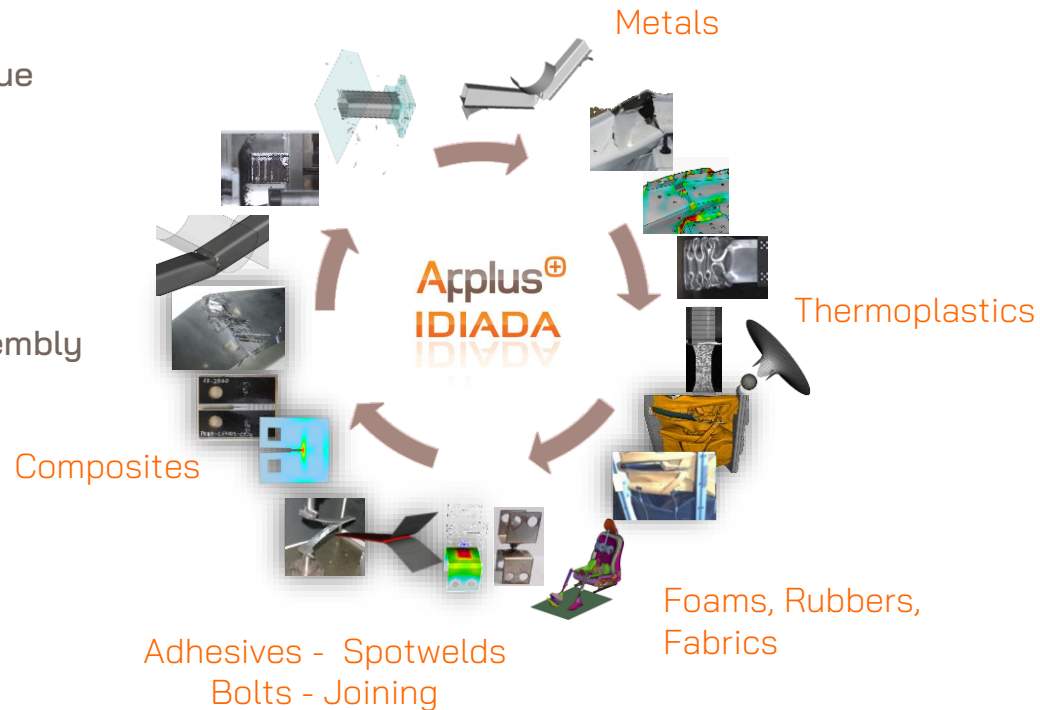 Metals
ue
Applus+
IDIADA
Thermoplastics
embly
Composites
Foams, Rubbers,
Fabrics
Adhesives - Spotwelds
Bolts - Joining